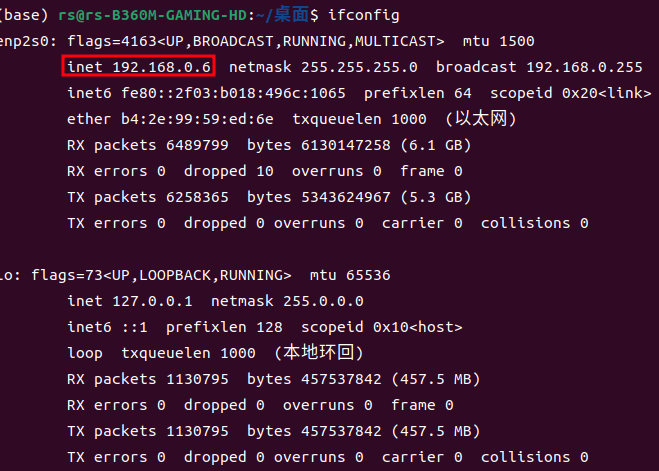 (base) rs@rs-B360M-GAMING-HD:~/桌面$ ifconfig
enp2s0: flags=4163<UP,BROADCAST,RUNNING,MULTICAST>  mtu 1500
inet 192.168.0.6  netmask 255.255.255.0  broadcast 192.168.0.255
inet6 fe80::2f03:b018:496c:1065  prefixlen 64  scopeid 0x20<link>
ether b4:2e:99:59:ed:6e  txqueuelen 1000  (以太网)
RX packets 6489799  bytes 6130147258 (6.1 GB)
RX errors 0  dropped 10  overruns 0  frame 0
TX packets 6258365  bytes 5343624967 (5.3 GB)
TX errors 0  dropped 0 overruns 0  carrier 0  collisions 0
lo: flags=73<UP,LOOPBACK,RUNNING>  mtu 65536
inet 127.0.0.1  netmask 255.0.0.0
inet6 ::1  prefixlen 128  scopeid 0x10<host>
loop  txqueuelen 1000  (本地环回)
RX packets 1130795  bytes 457537842 (457.5 MB)
RX errors 0  dropped 0  overruns 0  frame 0
TX packets 1130795  bytes 457537842 (457.5 MB)
TX errors 0  dropped 0 overruns 0  carrier 0  collisions 0